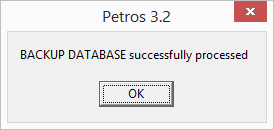 Petros 3.2
BACKUP DATABASE successfully processed
OK